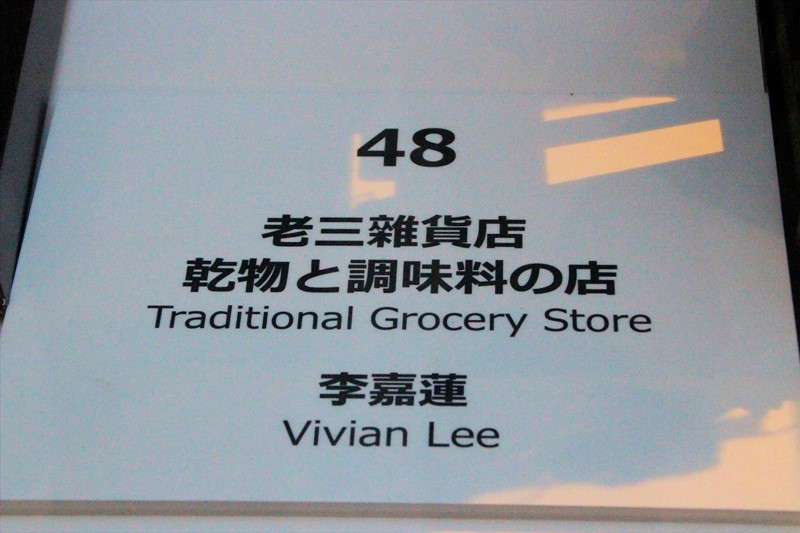 48
老三雜貨店
乾物と調味料の店
Traditional Grocery Store
李嘉蓮
Vivian Lee